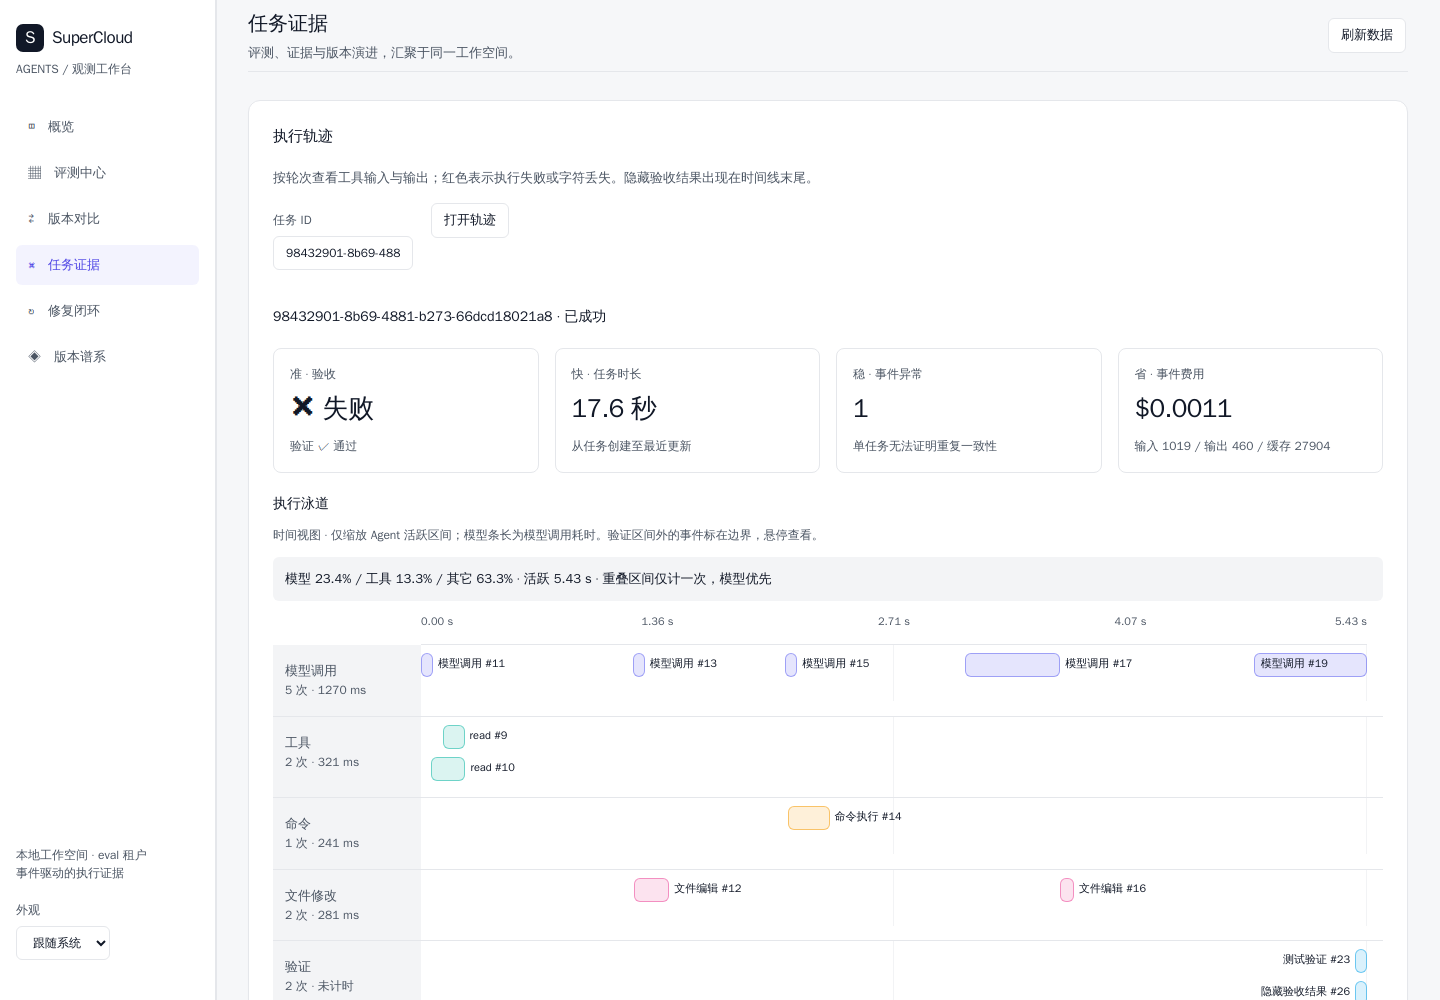 S SuperCloud
AGENTS / 观测工作台
概览
评测中心
版本对比
任务证据
修复闭环
版本谱系
本地工作空间 · eval 租户
事件驱动的执行证据
外观
跟随系统
任务证据
评测、证据与版本演进，汇聚于同一工作空间。
刷新数据
执行轨迹
按轮次查看工具输入与输出；红色表示执行失败或字符丢失。隐藏验收结果出现在时间线末尾。
任务 ID
打开轨迹
98432901-8b69-488
98432901-8b69-4881-b273-66dcd18021a8 · 已成功
准 · 验收
✖ 失败
验证 ✓ 通过
快 · 任务时长
17.6 秒
从任务创建至最近更新
稳 · 事件异常
1
单任务无法证明重复一致性
省 · 事件费用
$0.0011
输入 1019 / 输出 460 / 缓存 27904
执行泳道
时间视图 · 仅缩放 Agent 活跃区间；模型条长为模型调用耗时。验证区间外的事件标在边界，悬停查看。
模型 23.4% / 工具 13.3% / 其它 63.3% · 活跃 5.43 s · 重叠区间仅计一次，模型优先
0.00 s 1.36 s 2.71 s 4.07 s 5.43 s
模型调用
5 次 · 1270 ms
模型调用 #11 模型调用 #13 模型调用 #15 模型调用 #17 模型调用 #19
工具
2 次 · 321 ms
read #9
read #10
命令
1 次 · 241 ms
命令执行 #14
文件修改
2 次 · 281 ms
文件编辑 #12 文件编辑 #16
验证
2 次 · 未计时
测试验证 #23
隐藏验收结果 #26